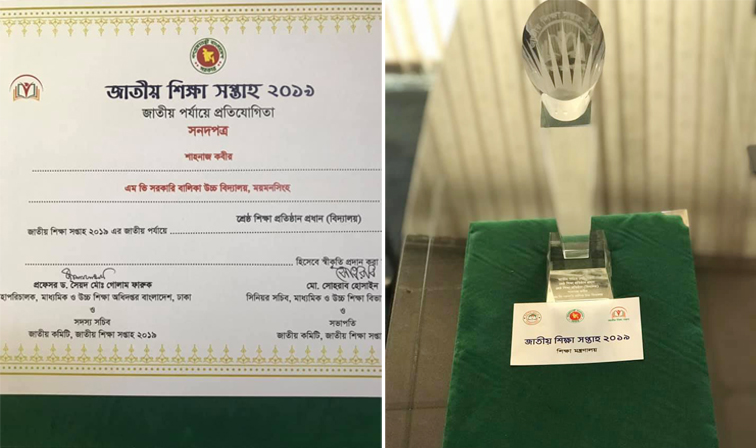 জাতীয় শিক্ষা সপ্তাহ ২০১৯
জাতীয় পর্যায়ে প্রতিযোগিতা
সনদপত্র
শাহনাজ কবীর
এম ভি সরকারি বালিকা উচ্চ বিদ্যালয়, ময়মনসিংহ
শ্রেষ্ঠ শিক্ষা প্রতিষ্ঠান প্রধান (বিদ্যালয়)
জাতীয় শিক্ষা সপ্তাহ ২০১৯ এর জাতীয় পর্যায়ে
হিসেবে স্বীকৃতি প্রদান করা
প্রফেসর ড. সৈয়দ মোঃ গোলাম ফারুক
হাপরিচালক, মাধ্যমিক ও উচ্চ শিক্ষা অধিদপ্তর বাংলাদেশ, ঢাকা
ও
সদস্য সচিব
জাতীয় কমিটি, জাতীয় শিক্ষা সপ্তাহ ২০১৯
মো. সোহরাব হোসাইন
সিনিয়র সচিব, মাধ্যমিক ও উচ্চ শিক্ষা বিভা
ও
সভাপতি
জাতীয় কমিটি, জাতীয় শিক্ষা সপ্তা
জাতীয় শিক্ষা সপ্তাহ ২০১৯
শিক্ষা মন্ত্রণালয়